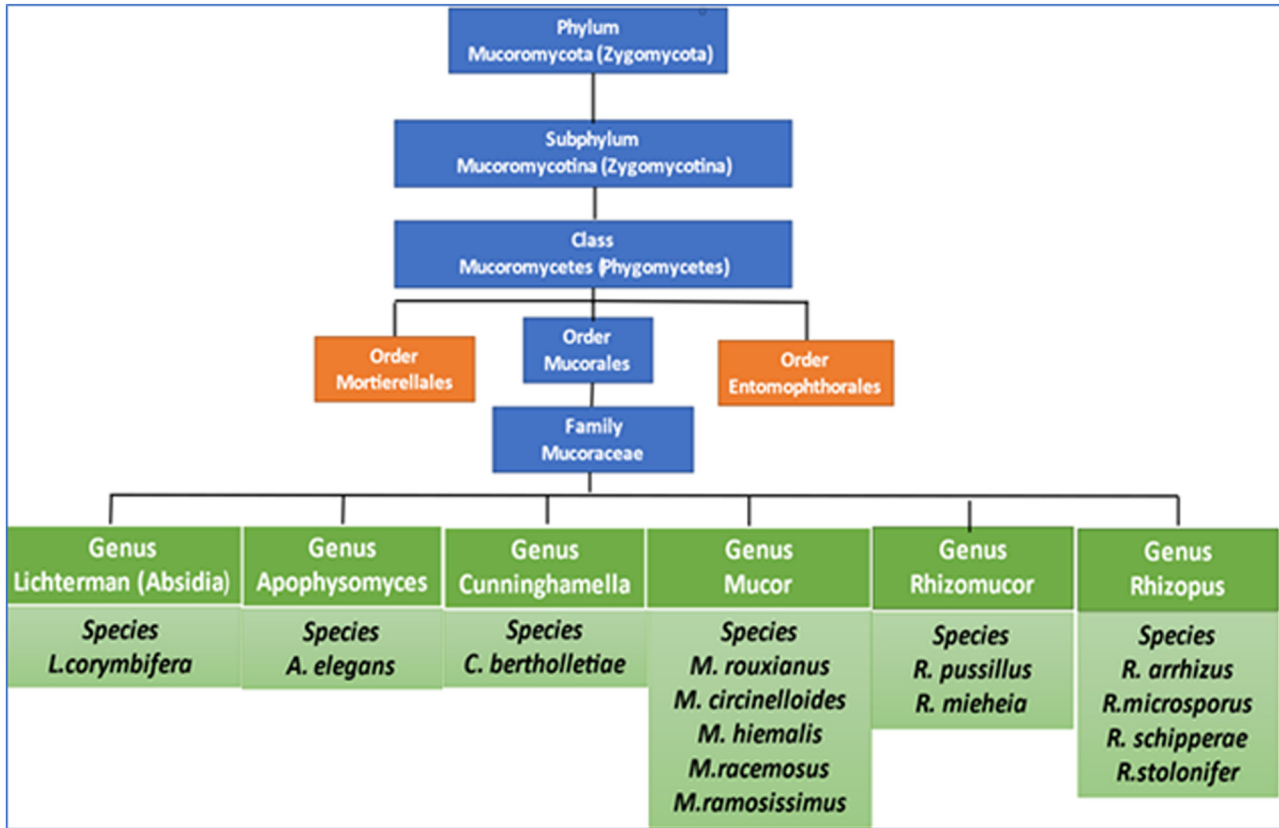 Phylum
Mucoromycota (Zygomycota)
Subphylum
Mucoromycotina (Zygomycotina)
Class
Mucoromycetes (Phygomycetes)
Order
Mortierellales
Order
Mucorales
Order
Entomophthorales
Family
Mucoraceae
Genus
Lichterman (Absidia)
Species
L.corymbifera
Genus
Apophysomyces
Species
A. elegans
Genus
Cunninghamella
Species
C. bertholletiae
Genus
Mucor
Species
M. rouxianus
M. circinelloides
M. hiemalis
M.racemosus
M.ramosissimus
Genus
Rhizomucor
Species
R. pussillus
R. mieheia
Genus
Rhizopus
Species
R. arrhizus
R.microsporus
R. schipperae
R.stolonifer